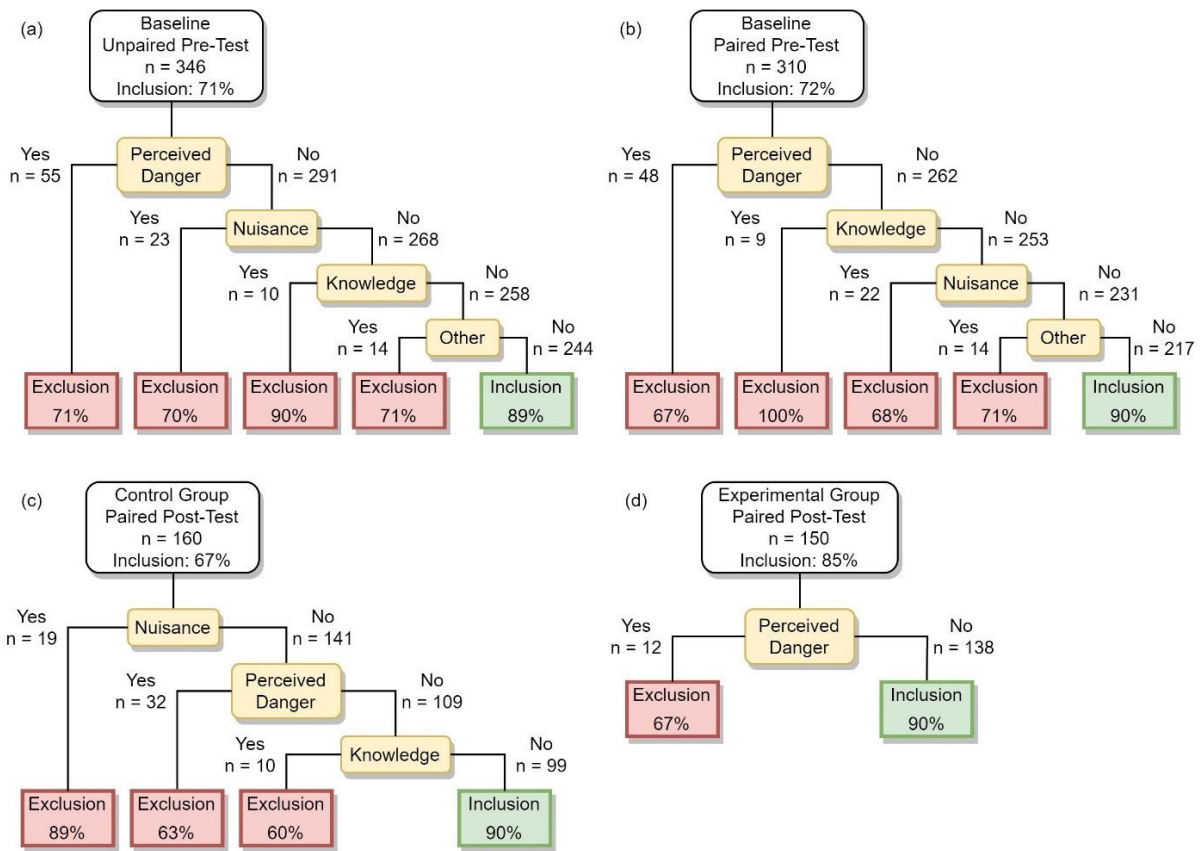 (a)
Baseline
Unpaired Pre-Test
n = 346
Inclusion: 71%
Yes
n = 55
Perceived
Danger
No
n = 291
Yes
n = 23
Nuisance
No
n = 268
Yes
n = 10
Knowledge
No
n = 258
Yes
n = 14
Other
No
n = 244
Exclusion
71%
Exclusion
70%
Exclusion
90%
Exclusion
71%
Inclusion
89%
(b)
Baseline
Paired Pre-Test
n = 310
Inclusion: 72%
Yes
n = 48
Perceived
Danger
No
n = 262
Yes
n = 9
Knowledge
No
n = 253
Yes
n = 22
Nuisance
No
n = 231
Yes
n = 14
Other
No
n = 217
Exclusion
67%
Exclusion
100%
Exclusion
68%
Exclusion
71%
Inclusion
90%
(c)
Control Group
Paired Post-Test
n = 160
Inclusion: 67%
Yes
n = 19
Nuisance
No
n = 141
Yes
n = 32
Perceived
Danger
No
n = 109
Yes
n = 10
Knowledge
No
n = 99
Exclusion
89%
Exclusion
63%
Exclusion
60%
Inclusion
90%
(d)
Experimental Group
Paired Post-Test
n = 150
Inclusion: 85%
Yes
n = 12
Perceived
Danger
No
n = 138
Exclusion
67%
Inclusion
90%